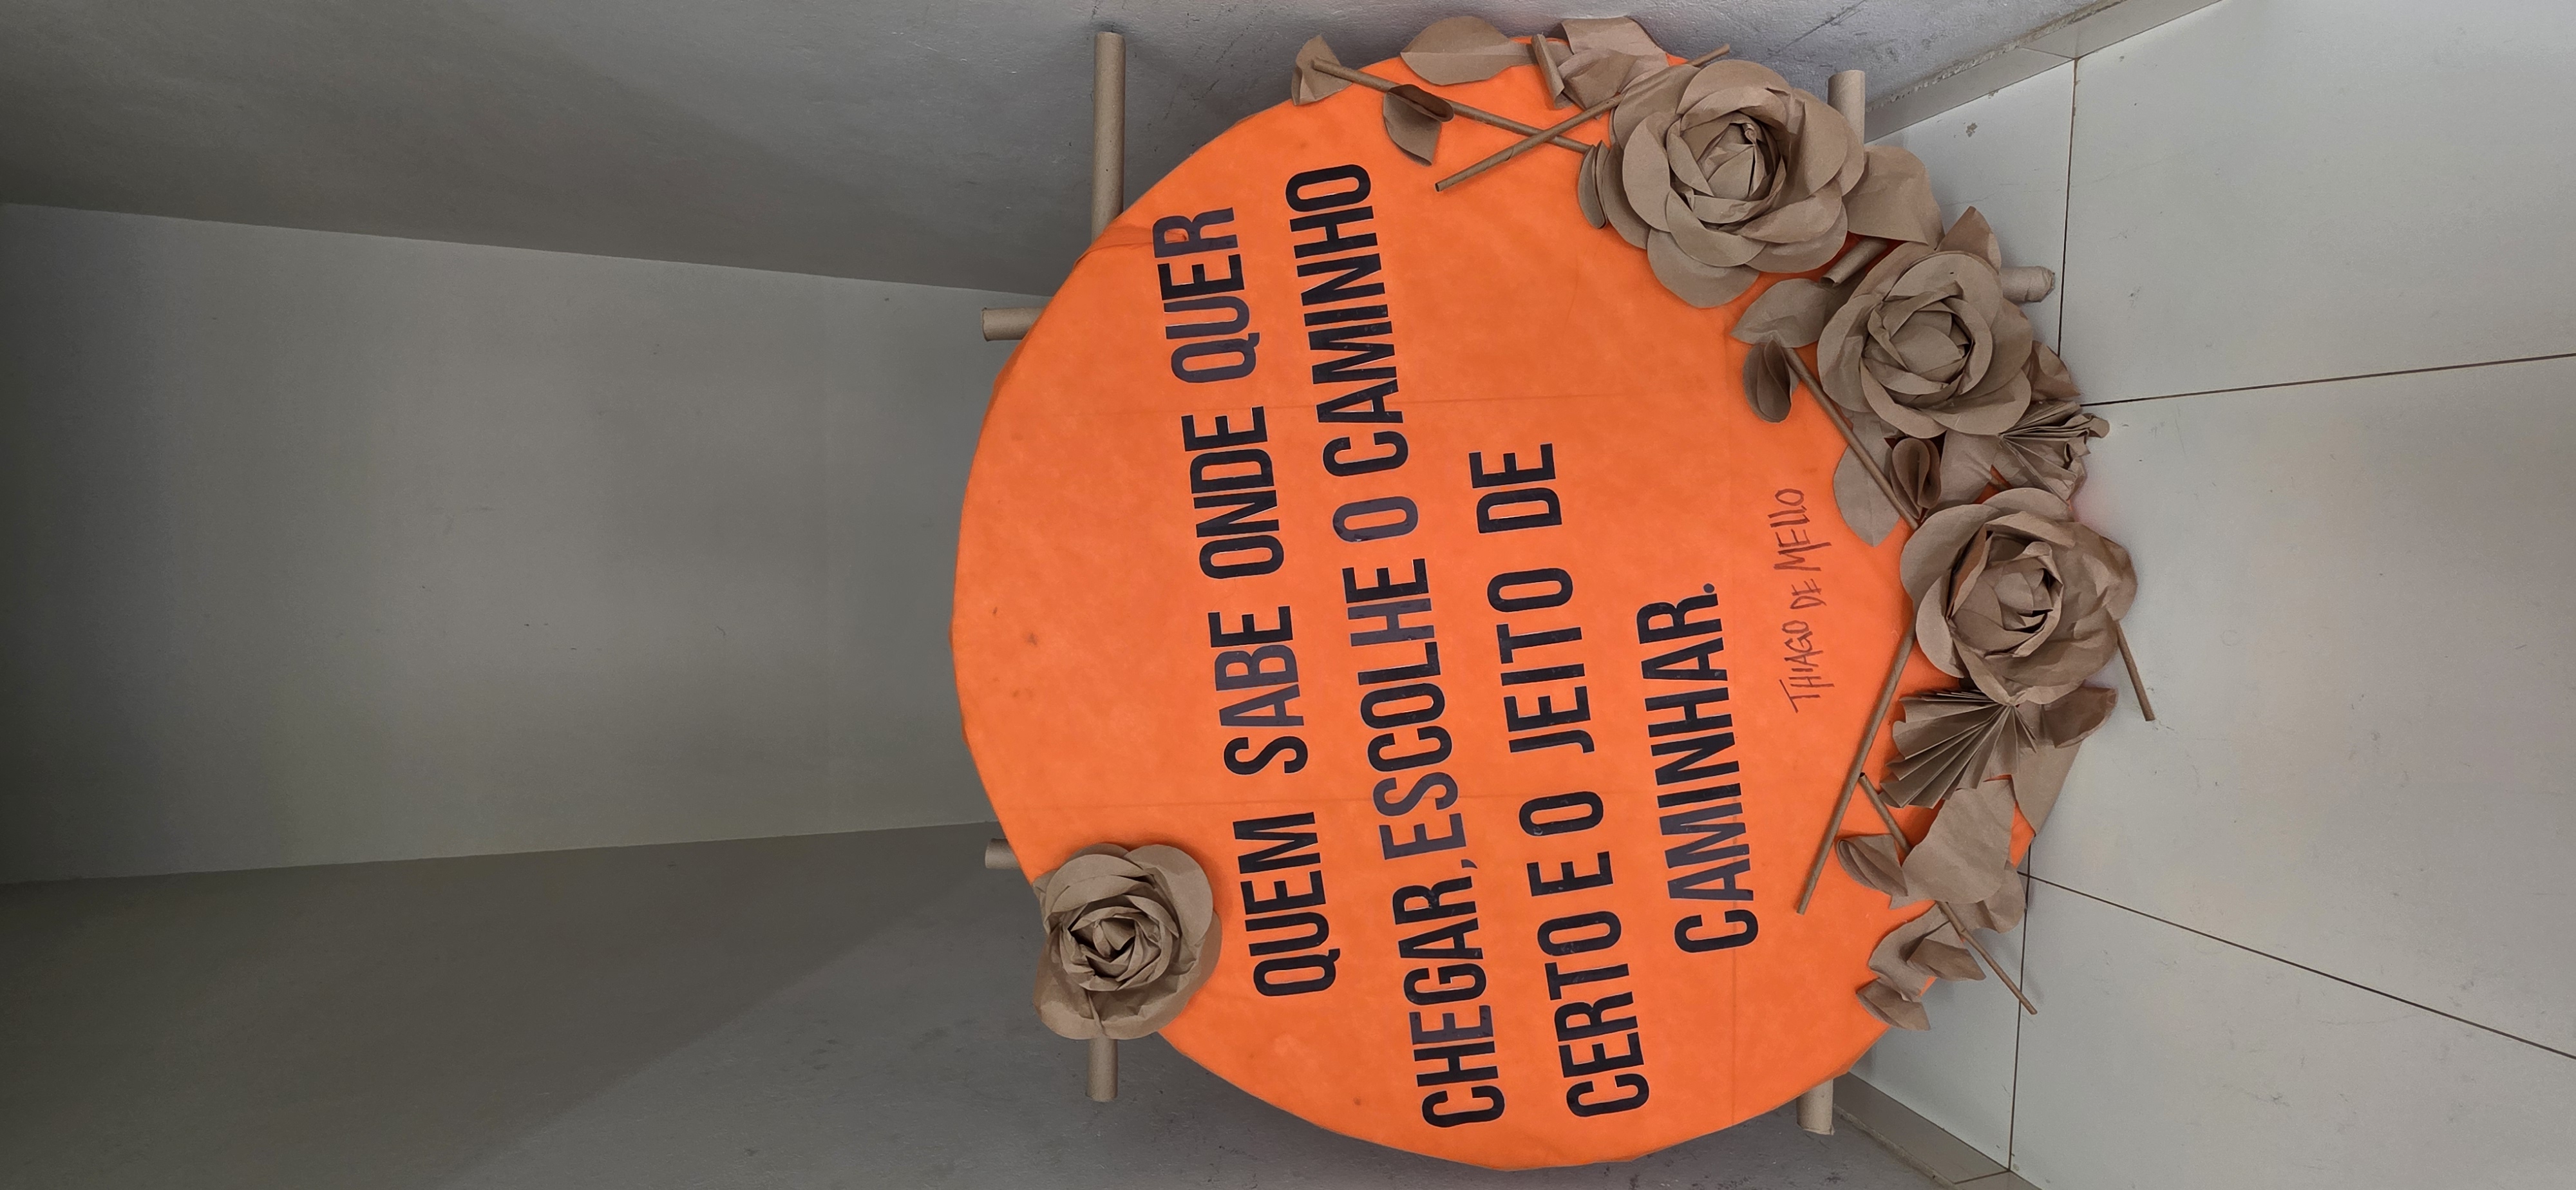 QUEM SABE ONDE QUER
CHEGAR, ESCOLHE O CAMINHO
CERTO E O JEITO DE
CAMINHAR.
THIAGO DE MELLO